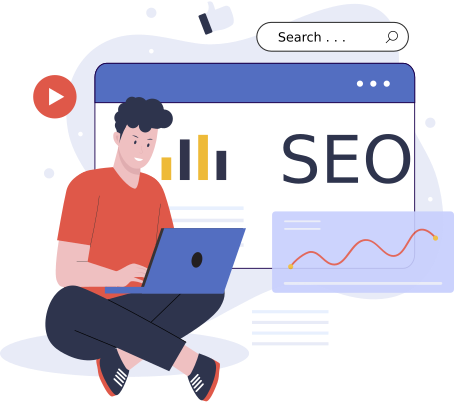 Search . . .
SEO